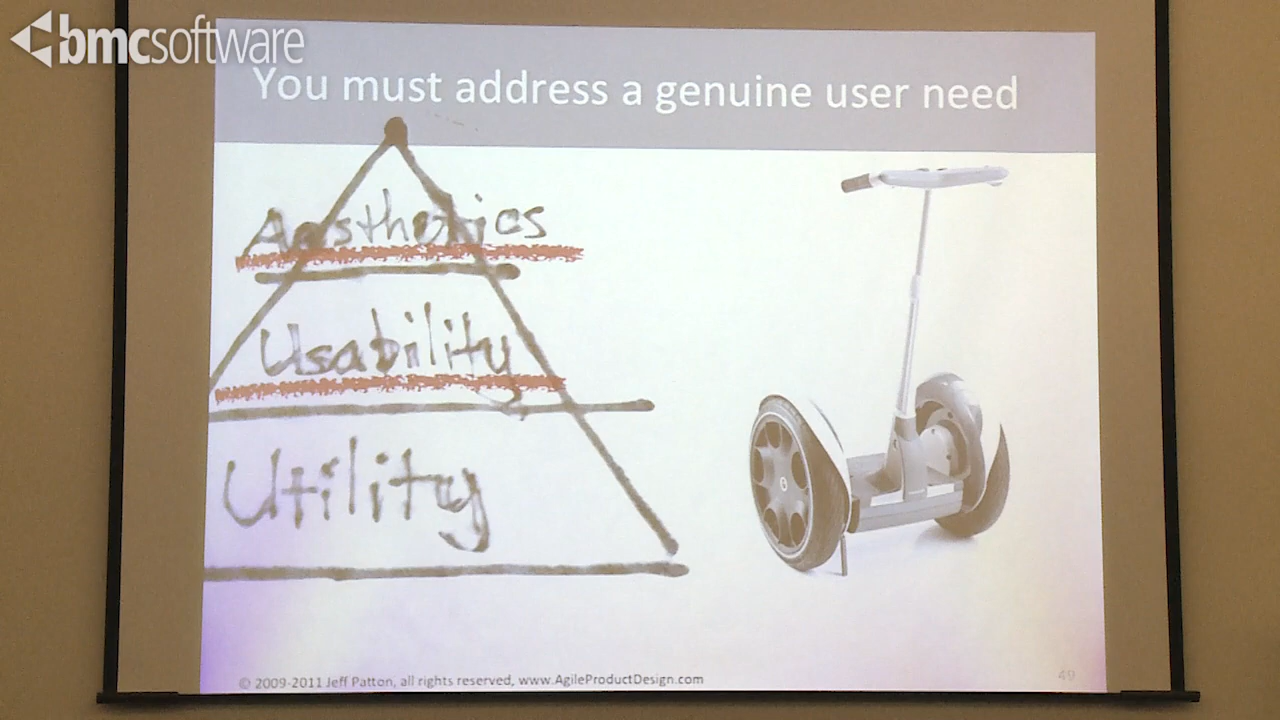 bmcsoftware
You must address a genuine user need
Aesthetics
Usability
Utility
© 2009-2011 Jeff Patton, all rights reserved, www.AgileProductDesign.com
49